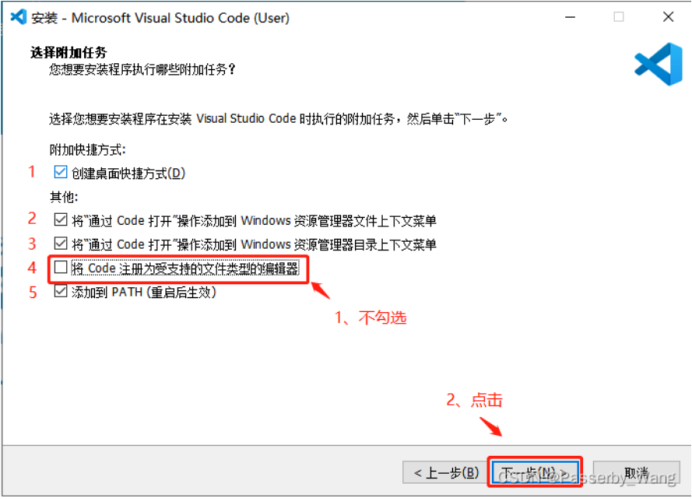 安装 - Microsoft Visual Studio Code (User)
选择附加任务
您想要安装程序执行哪些附加任务？
选择您想要安装程序在安装 Visual Studio Code 时执行的附加任务，然后单击“下一步”。
附加快捷方式:
1 创建桌面快捷方式(D)
其他:
2 将“通过 Code 打开”操作添加到 Windows 资源管理器文件上下文菜单
3 将“通过 Code 打开”操作添加到 Windows 资源管理器目录上下文菜单
4 将 Code 注册为受支持的文件类型的编辑器
5 添加到 PATH (重启后生效)
1、不勾选
2、点击
< 上一步(B) 下一步(N) > 取消
CSDN @Passerby_Wang